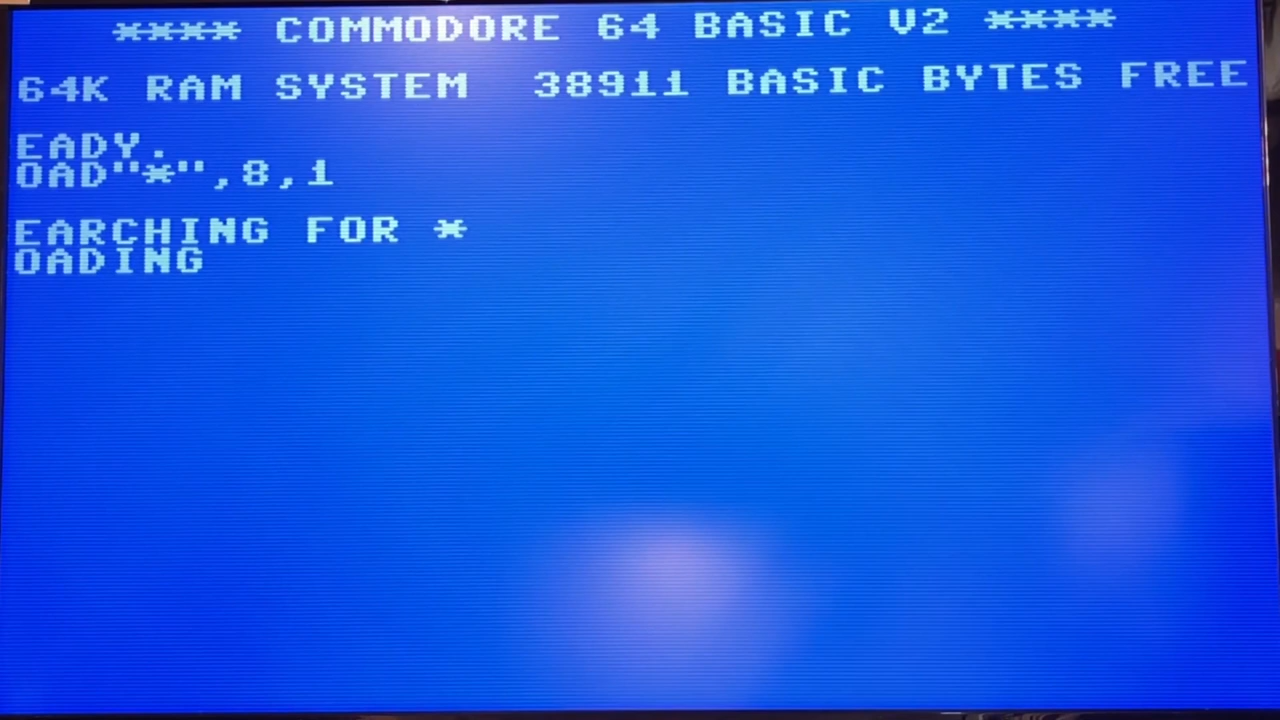 **** COMMODORE 64 BASIC V2 ****
64K RAM SYSTEM  38911 BASIC BYTES FREE
EADY.
OAD"*",8,1
EARCHING FOR *
OADING